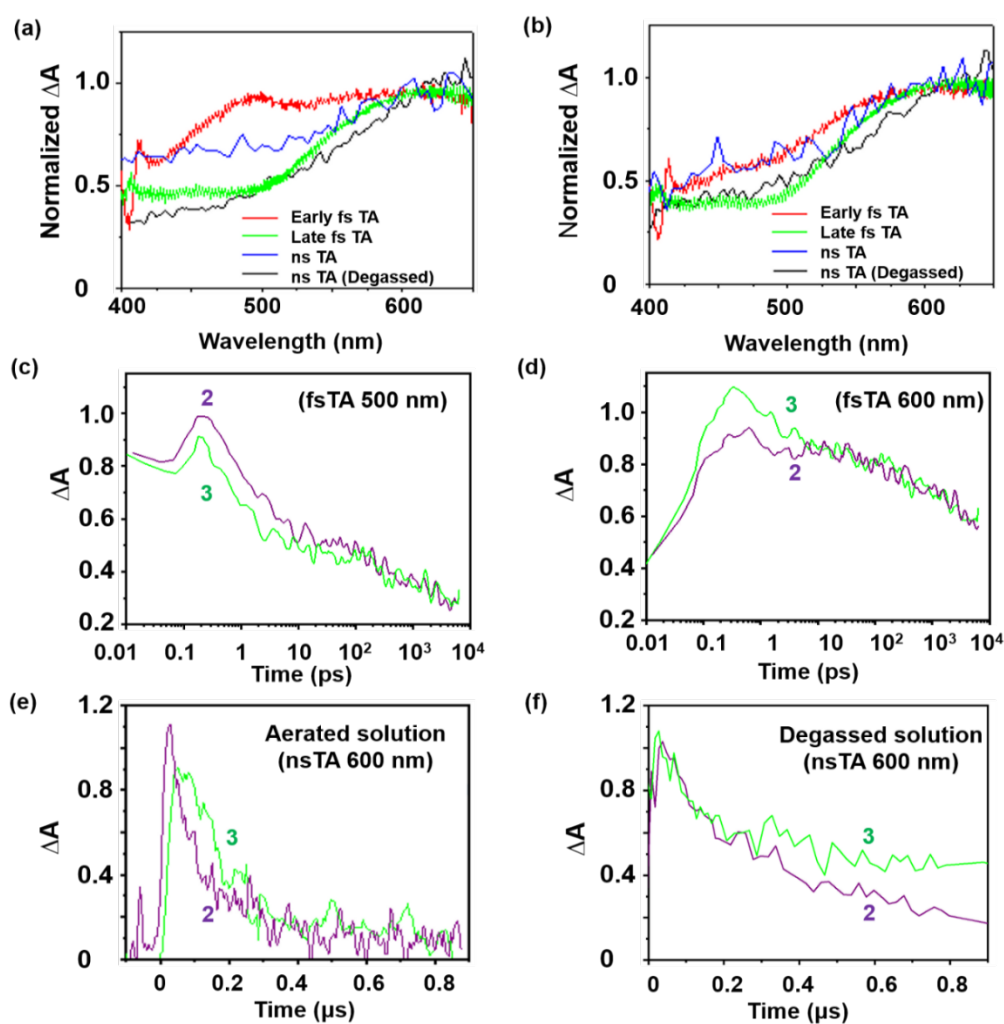 (a)
Normalized ΔA
1.0
0.5
0
Early fs TA
Late fs TA
ns TA
ns TA (Degassed)
400 500 600
Wavelength (nm)
(b)
Normalized ΔA
1.0
0.5
0
Early fs TA
Late fs TA
ns TA
ns TA (Degassed)
400 500 600
Wavelength (nm)
(c)
ΔA
1.0
0.8
0.6
0.4
0.2
2
(fsTA 500 nm)
3
0.01 0.1 1 10 10² 10³ 10⁴
Time (ps)
(d)
ΔA
1.0
0.8
0.6
0.4
0.2
3
(fsTA 600 nm)
2
0.01 0.1 1 10 10² 10³ 10⁴
Time (ps)
(e)
ΔA
1.2
0.8
0.4
0
Aerated solution
(nsTA 600 nm)
3
2
0 0.2 0.4 0.6 0.8
Time (μs)
(f)
ΔA
1.2
0.8
0.4
0
Degassed solution
(nsTA 600 nm)
3
2
0 0.2 0.4 0.6 0.8
Time (μs)